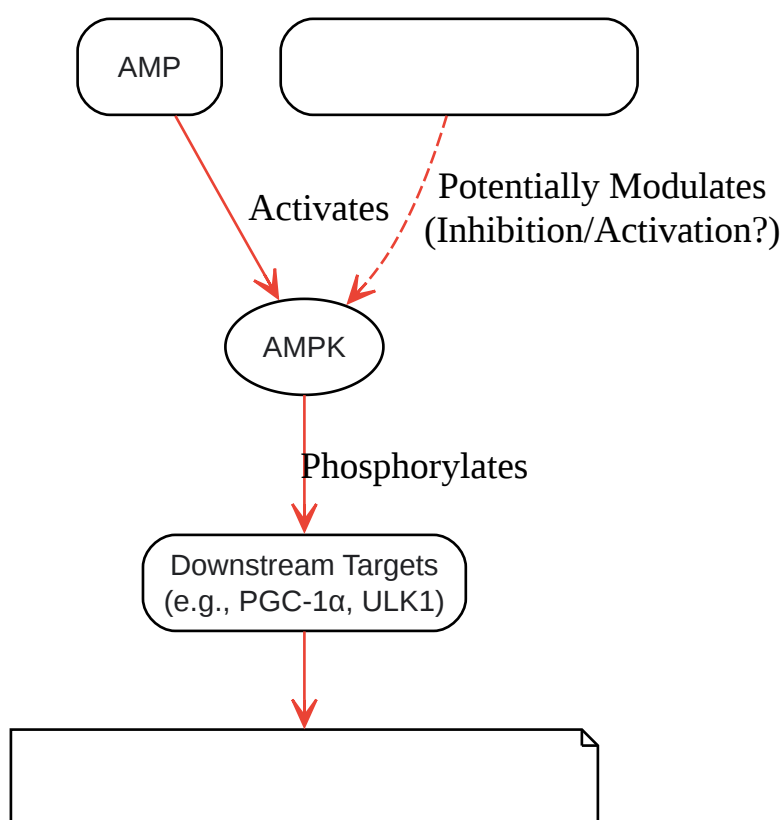 AMP
Activates
Potentially Modulates
(Inhibition/Activation?)
AMPK
Phosphorylates
Downstream Targets
(e.g., PGC-1α, ULK1)